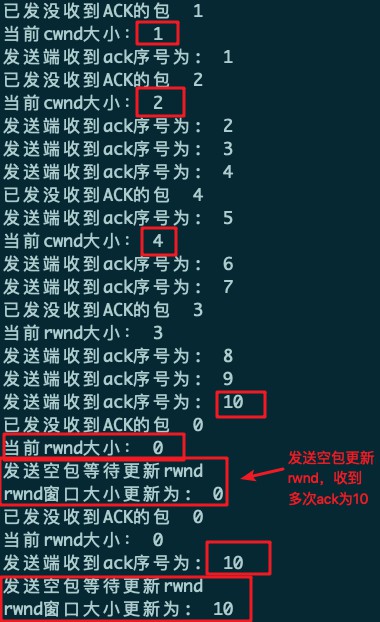 已发没收到ACK的包 1
当前cwnd大小: 1
发送端收到ack序号为: 1
已发没收到ACK的包 2
当前cwnd大小: 2
发送端收到ack序号为: 2
发送端收到ack序号为: 3
发送端收到ack序号为: 4
已发没收到ACK的包 4
发送端收到ack序号为: 5
当前cwnd大小: 4
发送端收到ack序号为: 6
发送端收到ack序号为: 7
已发没收到ACK的包 3
当前rwnd大小: 3
发送端收到ack序号为: 8
发送端收到ack序号为: 9
发送端收到ack序号为: 10
已发没收到ACK的包 0
当前rwnd大小: 0
发送空包等待更新rwnd
rwnd窗口大小更新为: 0
发送空包更新
rwnd，收到
多次ack为10
已发没收到ACK的包 0
当前rwnd大小: 0
发送端收到ack序号为: 10
发送空包等待更新rwnd
rwnd窗口大小更新为: 10